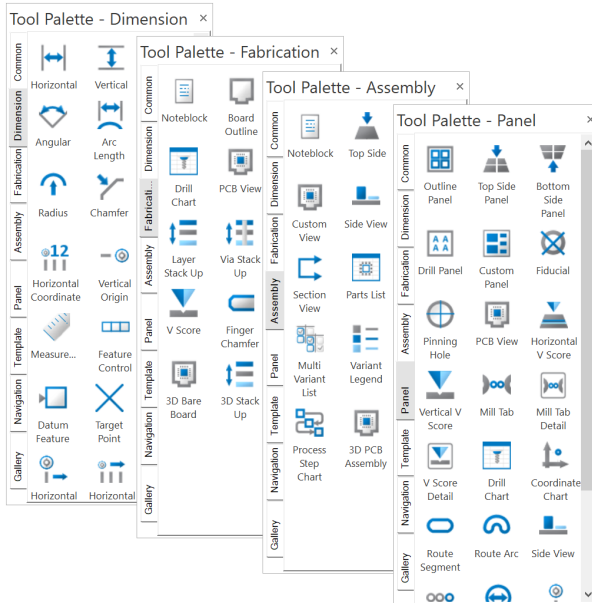 Tool Palette - Dimension ×
Common
Dimension
Fabrication
Assembly
Panel
Template
Navigation
Gallery
Horizontal Vertical
Angular Arc
Length
Radius Chamfer
12
Horizontal Vertical
Coordinate Origin
Measure... Feature
Control
Datum Target
Feature Point
Horizontal Horizontal
Tool Palette - Fabrication ×
Common
Dimension
Fabricati...
Assembly
Panel
Template
Navigation
Gallery
Noteblock Board
Outline
Drill PCB View
Chart
Layer Via Stack
Stack Up Up
V Score Finger
Chamfer
3D Bare 3D Stack
Board Up
Tool Palette - Assembly ×
Common
Dimension
Fabrication
Assembly
Panel
Template
Navigation
Gallery
Noteblock Top Side
Custom Side View
View
Section Parts List
View
Multi Variant
Variant Legend
List
Process 3D PCB
Step Assembly
Chart
Tool Palette - Panel ×
Common
Dimension
Fabrication
Assembly
Panel
Template
Navigation
Gallery
Outline Top Side Bottom
Panel Panel Side
Panel
A A
A A
Drill Panel Custom Fiducial
Panel
Pinning PCB View Horizontal
Hole V Score
Vertical V Mill Tab Mill Tab
Score Detail
V Score Drill Coordinate
Detail Chart Chart
Route Route Arc Side View
Segment